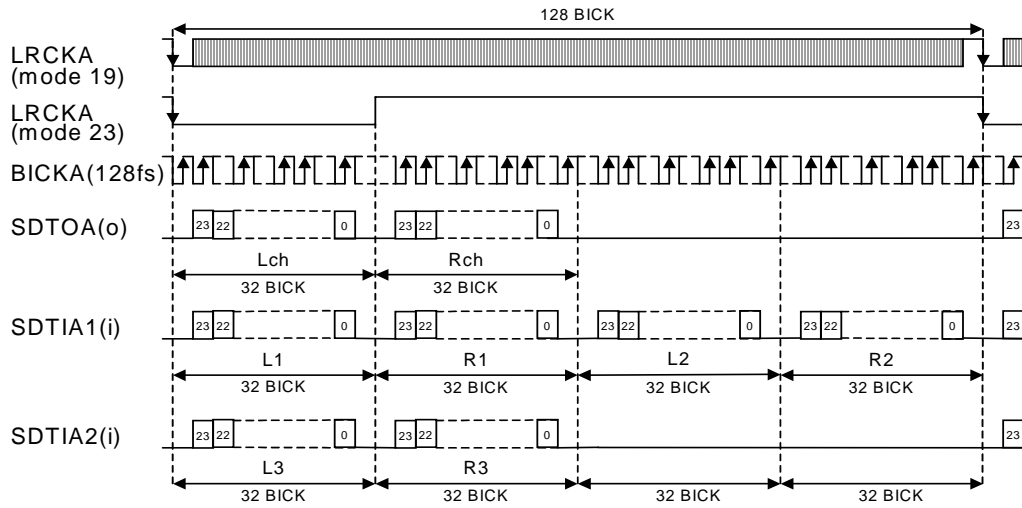 128 BICK
LRCKA
(mode 19)
LRCKA
(mode 23)
BICKA(128fs)
SDTOA(o)
23 22 0 23 22 0 23
Lch Rch
32 BICK 32 BICK
SDTIA1(i)
23 22 0 23 22 0 23 22 0 23 22 0 23
L1 R1 L2 R2
32 BICK 32 BICK 32 BICK 32 BICK
SDTIA2(i)
23 22 0 23 22 0 23
L3 R3
32 BICK 32 BICK 32 BICK 32 BICK